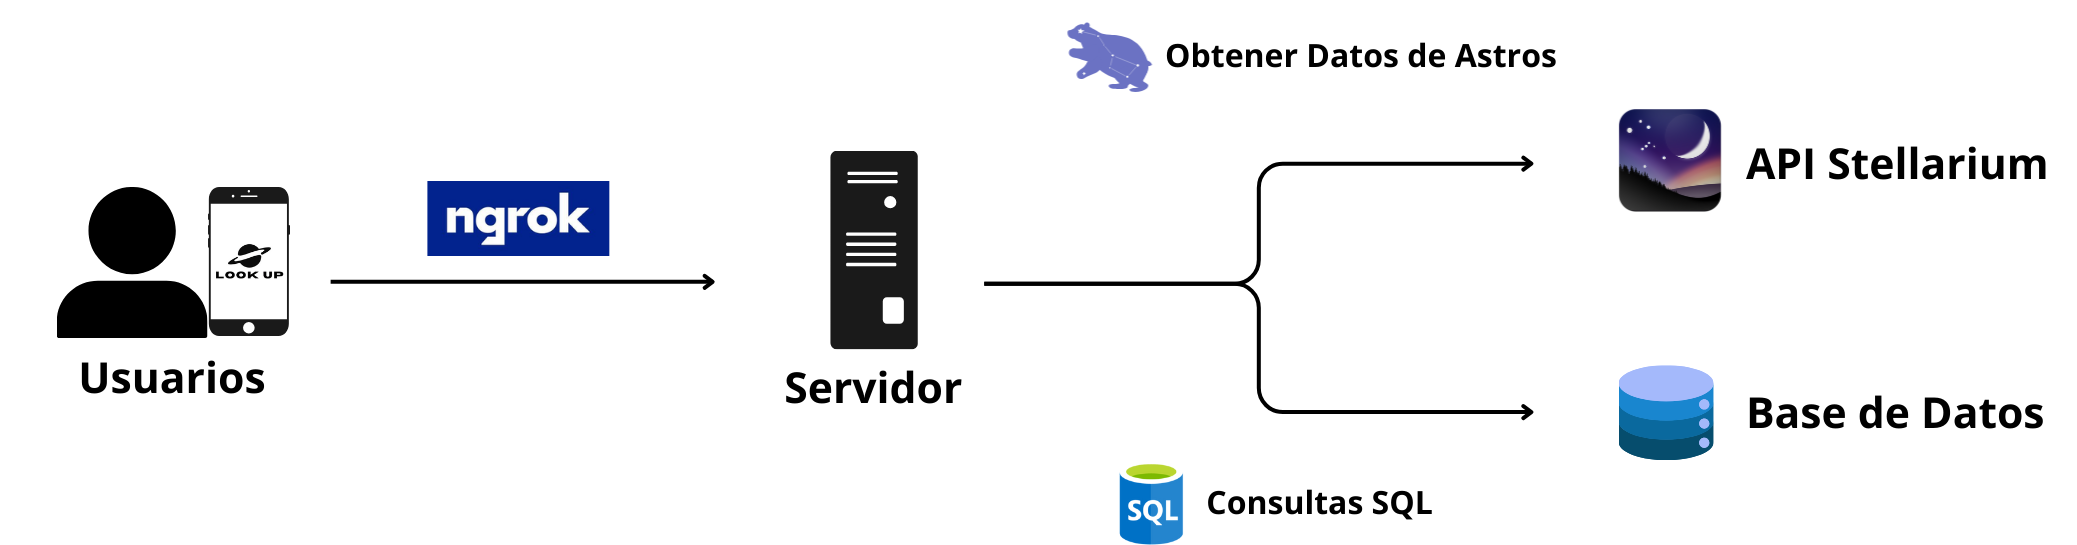 Obtener Datos de Astros
API Stellarium
ngrok
LOOK UP
Usuarios
Servidor
Base de Datos
SQL
Consultas SQL